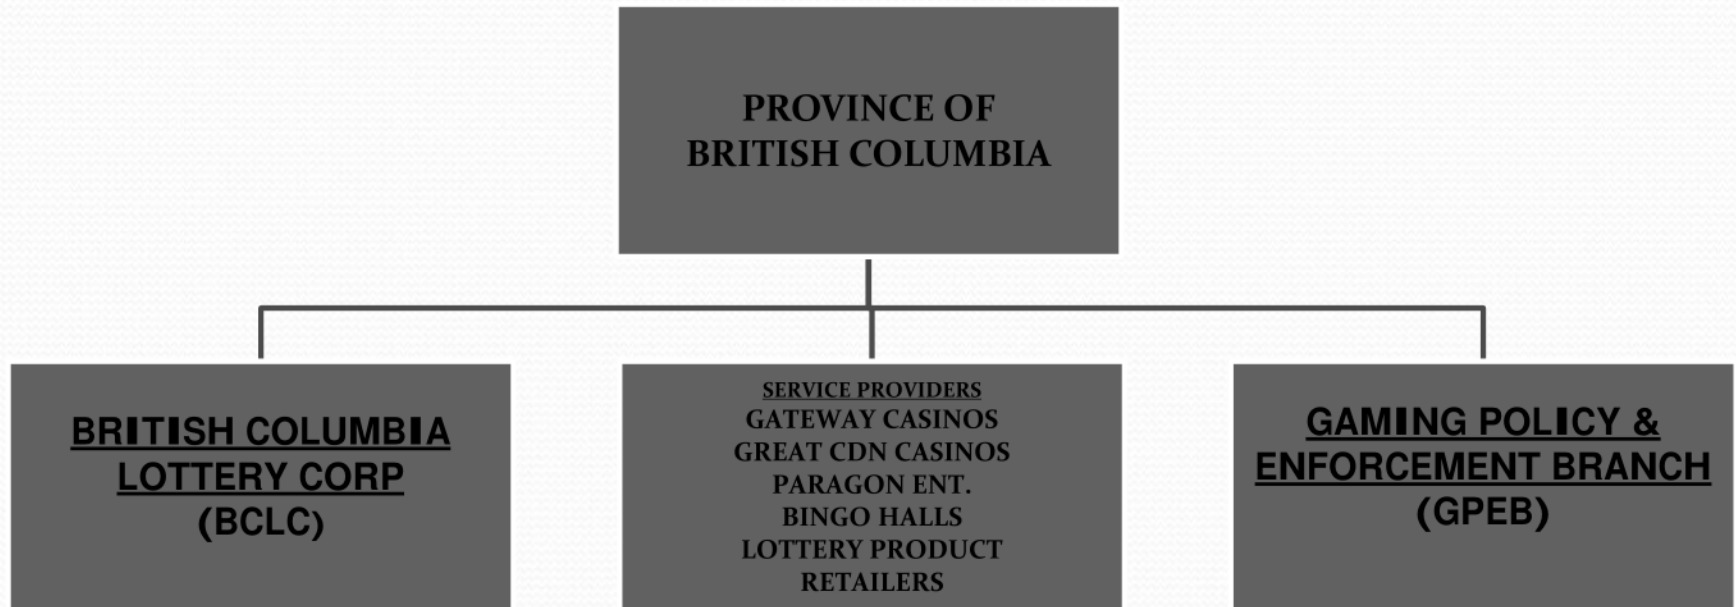 PROVINCE OF
BRITISH COLUMBIA
BRITISH COLUMBIA
LOTTERY CORP
(BCLC)
SERVICE PROVIDERS
GATEWAY CASINOS
GREAT CDN CASINOS
PARAGON ENT.
BINGO HALLS
LOTTERY PRODUCT
RETAILERS
GAMING POLICY &
ENFORCEMENT BRANCH
(GPEB)